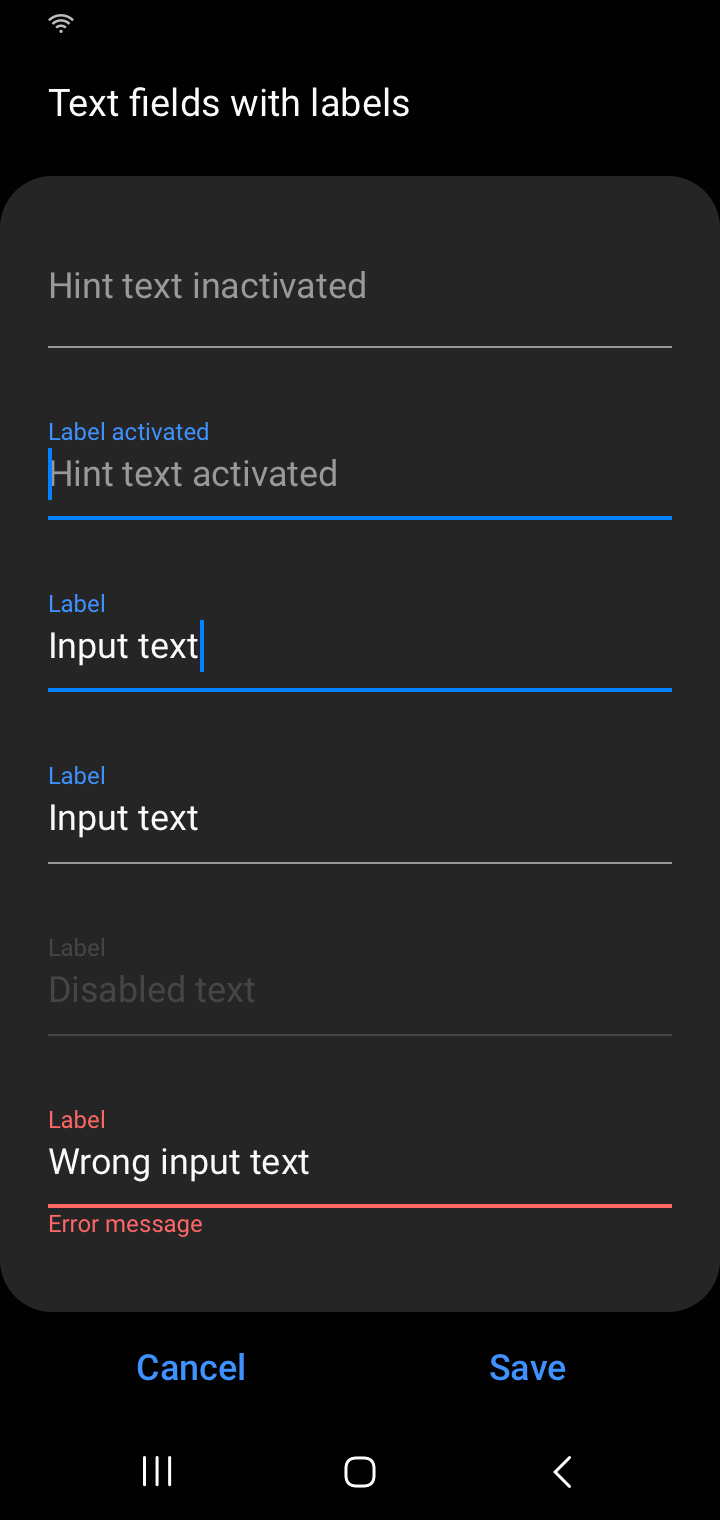 Text fields with labels
Hint text inactivated
Label activated
Hint text activated
Label
Input text
Label
Input text
Label
Disabled text
Label
Wrong input text
Error message
Cancel Save